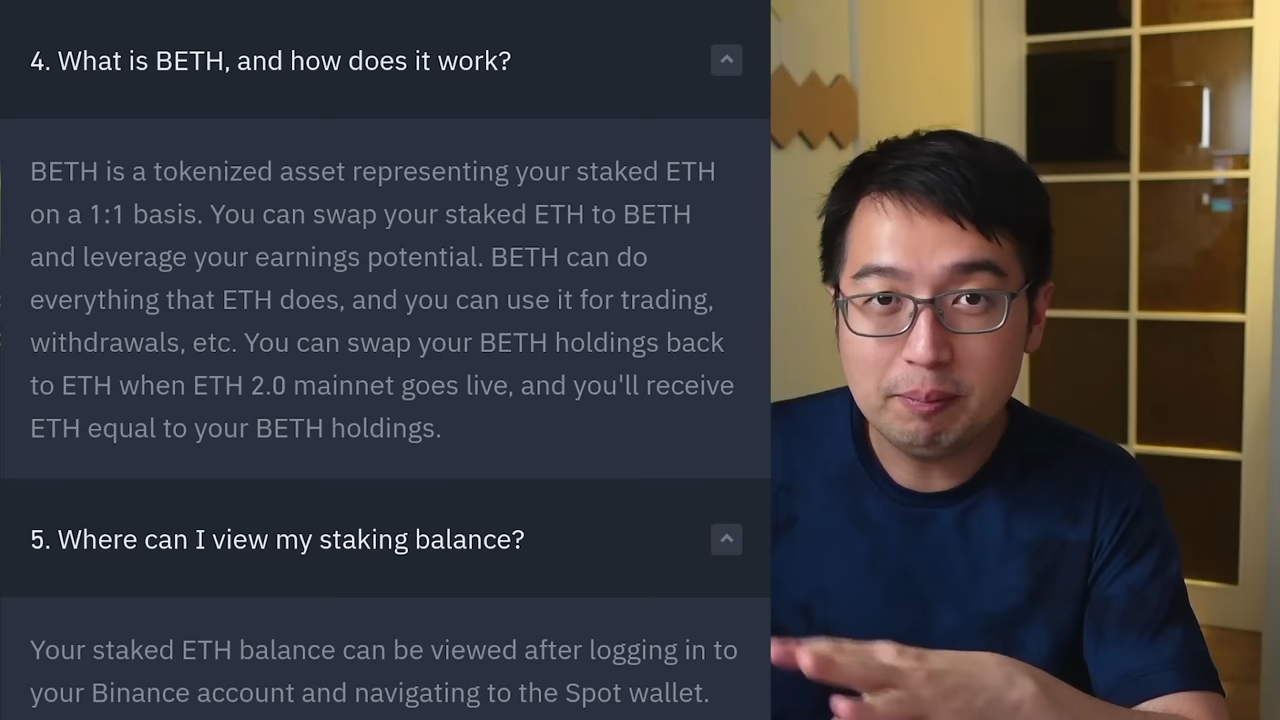 4. What is BETH, and how does it work?
BETH is a tokenized asset representing your staked ETH
on a 1:1 basis. You can swap your staked ETH to BETH
and leverage your earnings potential. BETH can do
everything that ETH does, and you can use it for trading,
withdrawals, etc. You can swap your BETH holdings back
to ETH when ETH 2.0 mainnet goes live, and you'll receive
ETH equal to your BETH holdings.
5. Where can I view my staking balance?
Your staked ETH balance can be viewed after logging in to
your Binance account and navigating to the Spot wallet.